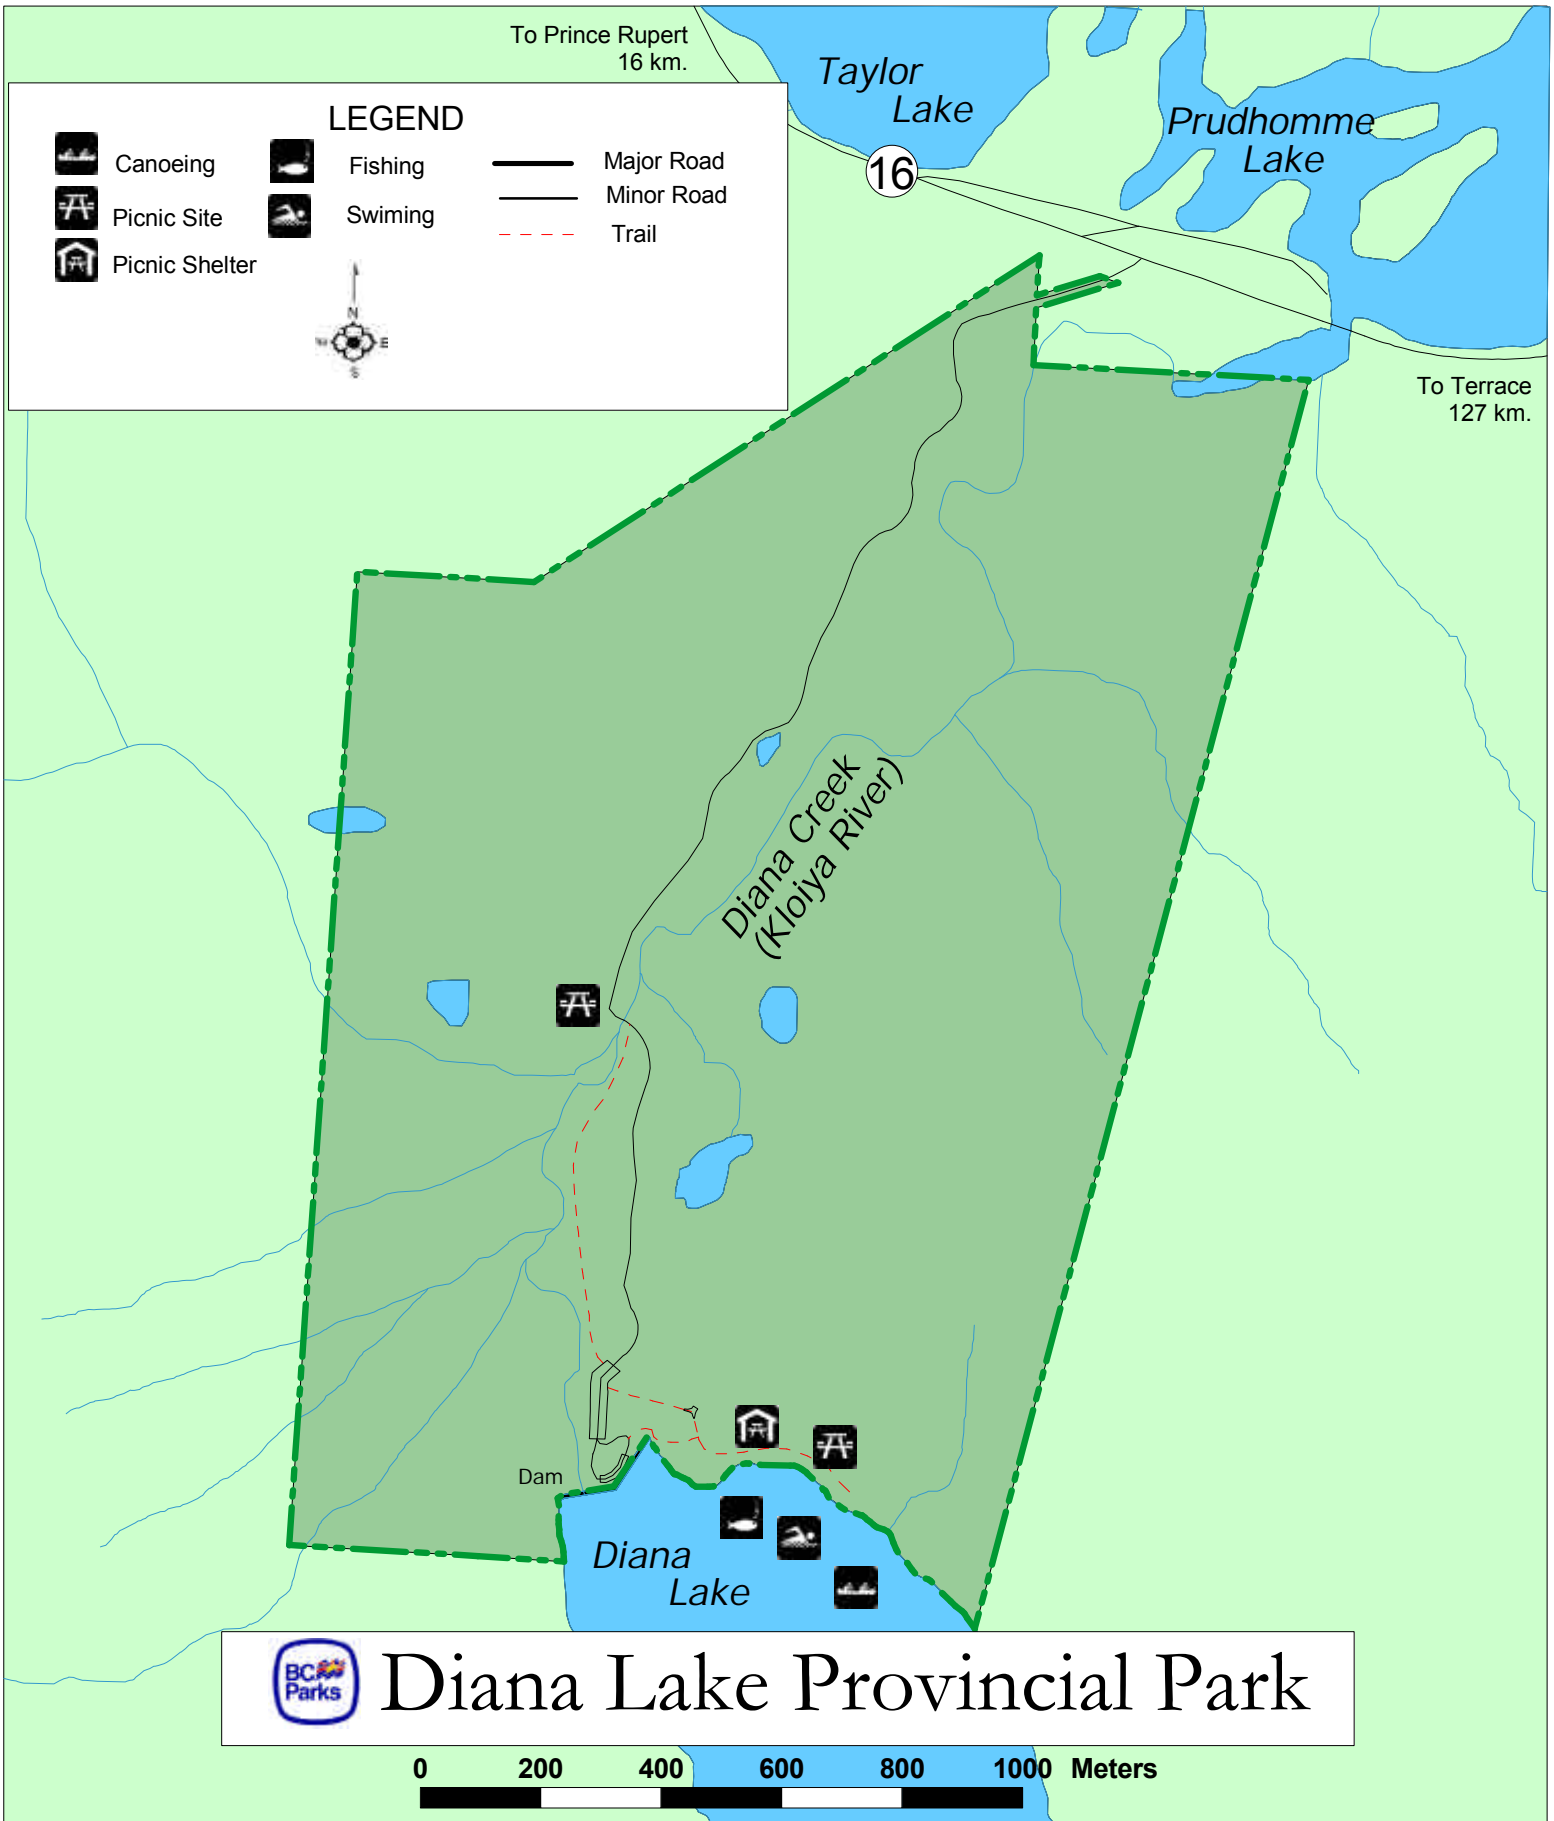 To Prince Rupert
16 km.
Taylor
Lake
Prudhomme
Lake
16
LEGEND
Canoeing
Fishing
Major Road
Picnic Site
Swiming
Minor Road
Picnic Shelter
Trail
N
E
S
To Terrace
127 km.
Diana Creek
(Kloiya River)
Dam
Diana
Lake
BC
Parks
Diana Lake Provincial Park
0 200 400 600 800 1000 Meters